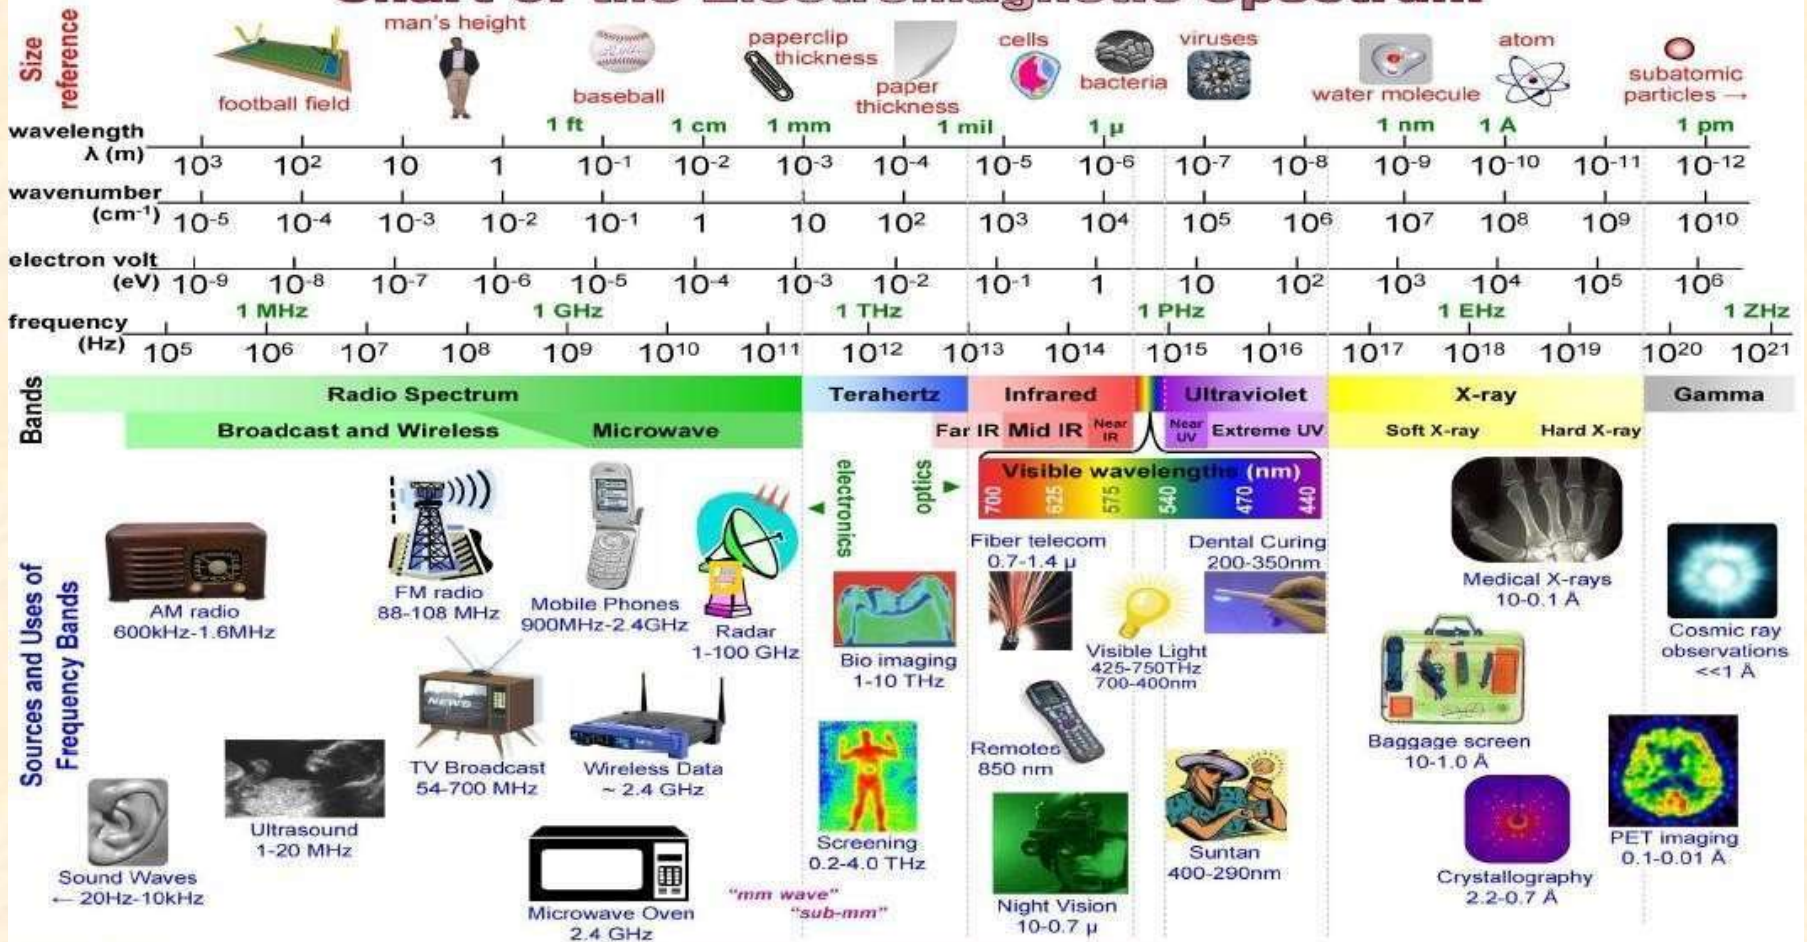 Chart of the Electromagnetic Spectrum
Size
reference
football field
man's height
baseball
paperclip
thickness
paper
thickness
cells
bacteria
viruses
water molecule
atom
subatomic
particles →
wavelength
λ (m)
1 ft 1 cm 1 mm 1 mil 1 µ 1 nm 1 Å 1 pm
10³ 10² 10 1 10⁻¹ 10⁻² 10⁻³ 10⁻⁴ 10⁻⁵ 10⁻⁶ 10⁻⁷ 10⁻⁸ 10⁻⁹ 10⁻¹⁰ 10⁻¹¹ 10⁻¹²
wavenumber
(cm⁻¹)
10⁻⁵ 10⁻⁴ 10⁻³ 10⁻² 10⁻¹ 1 10 10² 10³ 10⁴ 10⁵ 10⁶ 10⁷ 10⁸ 10⁹ 10¹⁰
electron volt
(eV)
10⁻⁹ 10⁻⁸ 10⁻⁷ 10⁻⁶ 10⁻⁵ 10⁻⁴ 10⁻³ 10⁻² 10⁻¹ 1 10 10² 10³ 10⁴ 10⁵ 10⁶
1 MHz 1 GHz 1 THz 1 PHz 1 EHz 1 ZHz
frequency
(Hz)
10⁵ 10⁶ 10⁷ 10⁸ 10⁹ 10¹⁰ 10¹¹ 10¹² 10¹³ 10¹⁴ 10¹⁵ 10¹⁶ 10¹⁷ 10¹⁸ 10¹⁹ 10²⁰ 10²¹
Bands
Radio Spectrum Terahertz Infrared Ultraviolet X-ray Gamma
Broadcast and Wireless Microwave Far IR Mid IR Near
IR
Near
UV
Extreme UV Soft X-ray Hard X-ray
electronics
optics
Visible wavelengths (nm)
700 625 575 540 470 440
Sources and Uses of
Frequency Bands
AM radio
600kHz-1.6MHz
FM radio
88-108 MHz
Mobile Phones
900MHz-2.4GHz
Radar
1-100 GHz
Bio imaging
1-10 THz
Fiber telecom
0.7-1.4 µ
Visible Light
425-750THz
700-400nm
Dental Curing
200-350nm
Medical X-rays
10-0.1 Å
Cosmic ray
observations
<<1 Å
NEWS
TV Broadcast
54-700 MHz
Wireless Data
~ 2.4 GHz
Remotes
850 nm
Baggage screen
10-1.0 Å
Ultrasound
1-20 MHz
Screening
0.2-4.0 THz
Suntan
400-290nm
PET imaging
0.1-0.01 Å
Sound Waves
← 20Hz-10kHz
Microwave Oven
2.4 GHz
"mm wave"
"sub-mm"
Night Vision
10-0.7 µ
Crystallography
2.2-0.7 Å